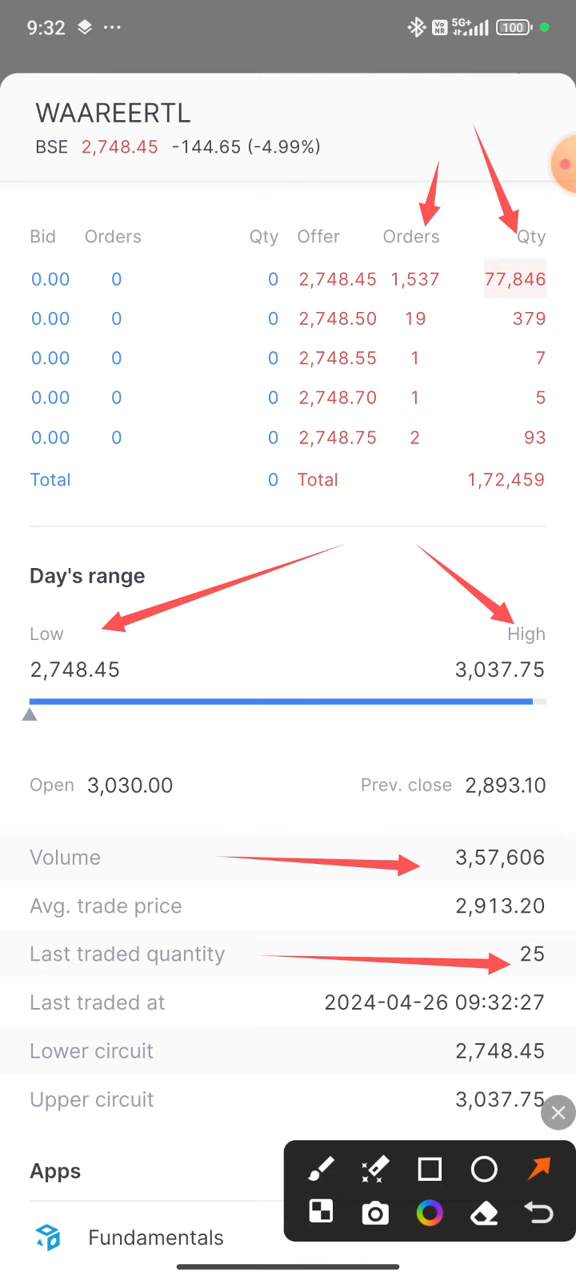 9:32
5G+
100
WAAREERTL
BSE 2,748.45 -144.65 (-4.99%)
Bid Orders Qty Offer Orders Qty
0.00 0 0 2,748.45 1,537 77,846
0.00 0 0 2,748.50 19 379
0.00 0 0 2,748.55 1 7
0.00 0 0 2,748.70 1 5
0.00 0 0 2,748.75 2 93
Total 0 Total 1,72,459
Day's range
Low High
2,748.45 3,037.75
Open 3,030.00 Prev. close 2,893.10
Volume 3,57,606
Avg. trade price 2,913.20
Last traded quantity 25
Last traded at 2024-04-26 09:32:27
Lower circuit 2,748.45
Upper circuit 3,037.75
Apps
Fundamentals